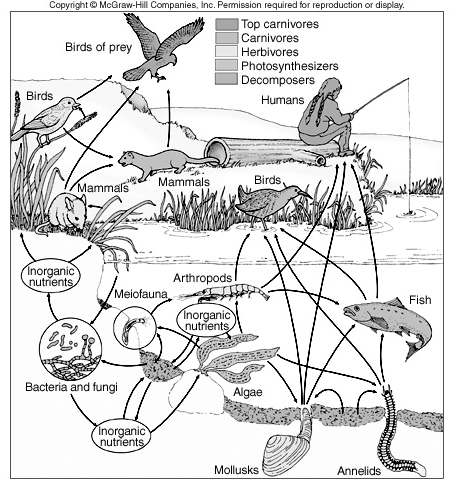 Copyright © McGraw-Hill Companies, Inc. Permission required for reproduction or display.
Top carnivores
Carnivores
Herbivores
Photosynthesizers
Decomposers
Birds of prey
Humans
Birds
Mammals
Mammals
Birds
Inorganic
nutrients
Arthropods
Meiofauna
Inorganic
nutrients
Fish
Bacteria and fungi
Algae
Inorganic
nutrients
Mollusks
Annelids